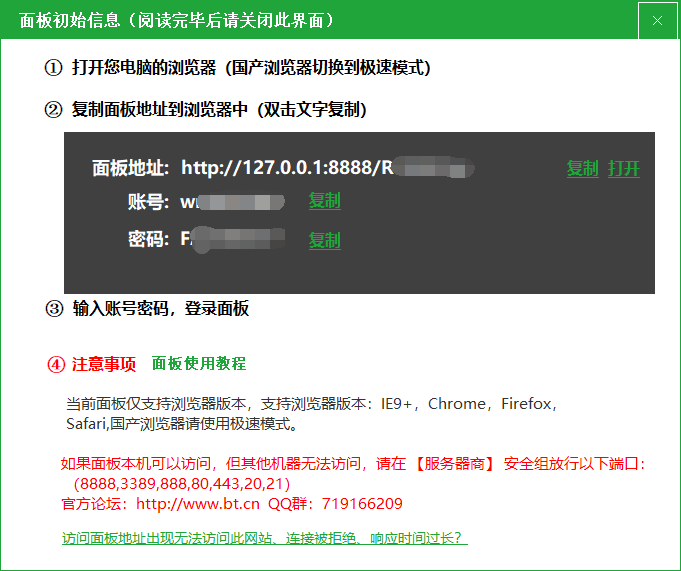 面板初始信息（阅读完毕后请关闭此界面）
① 打开您电脑的浏览器（国产浏览器切换到极速模式）
② 复制面板地址到浏览器中（双击文字复制）
面板地址: http://127.0.0.1:8888/R 复制 打开
账号: 复制
密码: 复制
③ 输入账号密码，登录面板
④ 注意事项 面板使用教程
当前面板仅支持浏览器版本，支持浏览器版本：IE9+，Chrome，Firefox，
Safari,国产浏览器请使用极速模式。
如果面板本机可以访问，但其他机器无法访问，请在 【服务器商】 安全组放行以下端口：
（8888,3389,888,80,443,20,21）
官方论坛：http://www.bt.cn QQ群：719166209
访问面板地址出现无法访问此网站、连接被拒绝、响应时间过长？